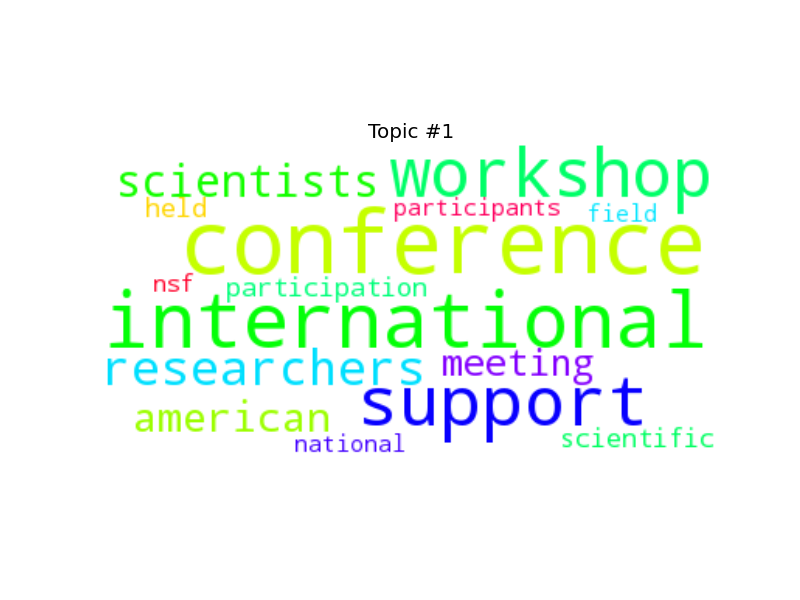 Topic #1
scientists workshop
held participants field
conference
nsf participation
international
researchers meeting
american support
national scientific